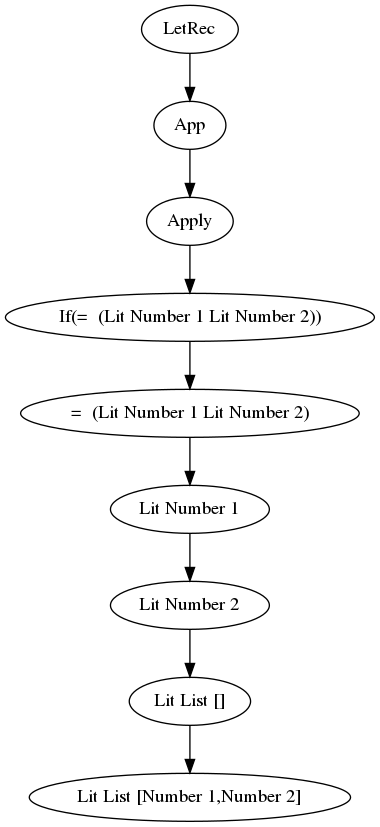 LetRec
App
Apply
If(= (Lit Number 1 Lit Number 2))
= (Lit Number 1 Lit Number 2)
Lit Number 1
Lit Number 2
Lit List []
Lit List [Number 1,Number 2]